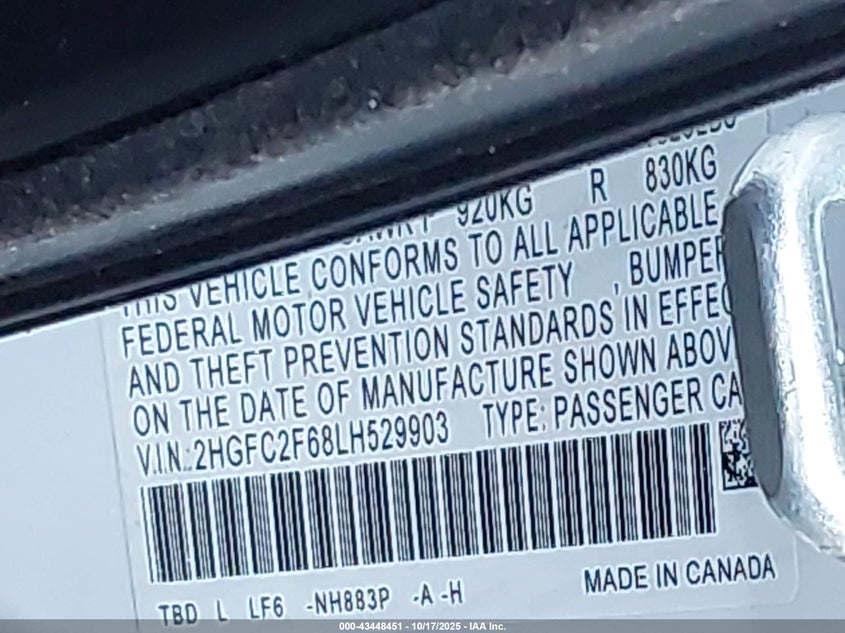 920KG R 830KG
THIS VEHICLE CONFORMS TO ALL APPLICABLE
FEDERAL MOTOR VEHICLE SAFETY , BUMPER
AND THEFT PREVENTION STANDARDS IN EFFEC
ON THE DATE OF MANUFACTURE SHOWN ABOV
V.I.N.:2HGFC2F68LH529903 TYPE: PASSENGER CA
TBD L LF6 -NH883P -A -H MADE IN CANADA
000-43448451 - 10/17/2025 - IAA Inc.